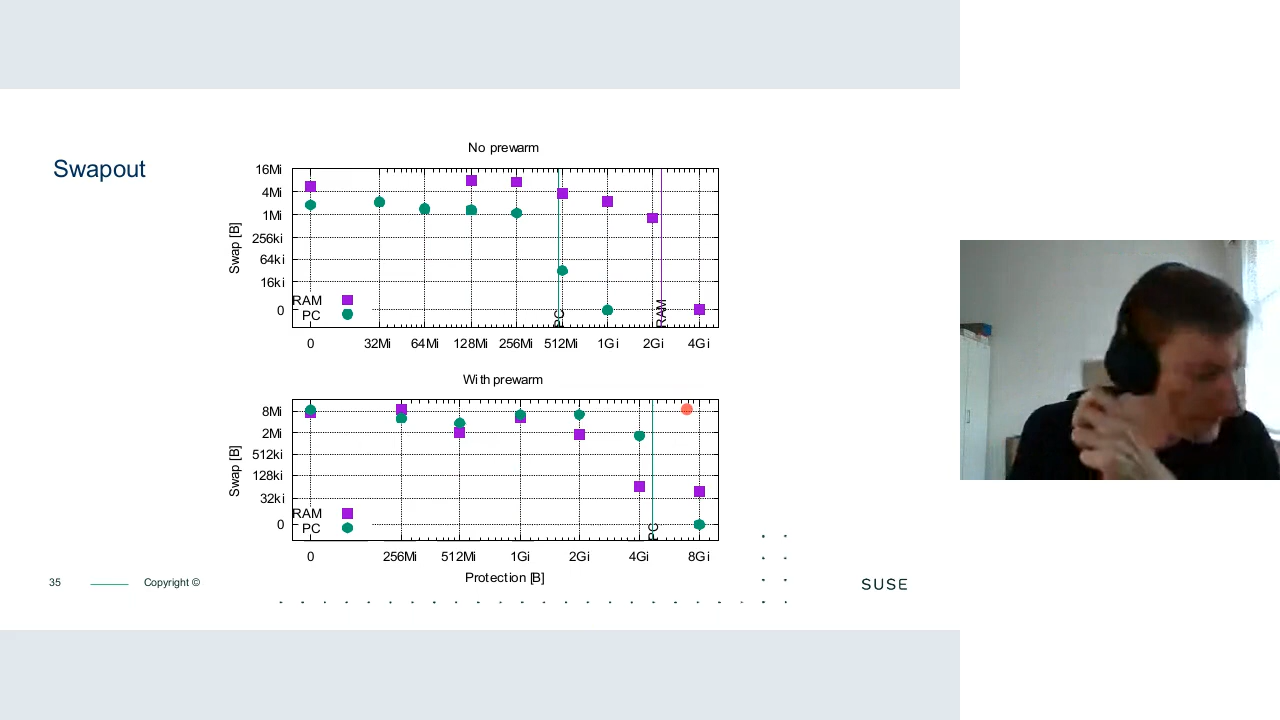 Swapout
No prewarm
16Mi
4Mi
1Mi
256ki
64ki
16ki
0
Swap [B]
RAM
PC
PC
RAM
0 32Mi 64Mi 128Mi 256Mi 512Mi 1Gi 2Gi 4Gi
With prewarm
8Mi
2Mi
512ki
128ki
32ki
0
Swap [B]
RAM
PC
PC
0 256Mi 512Mi 1Gi 2Gi 4Gi 8Gi
Protection [B]
35 Copyright ©
SUSE